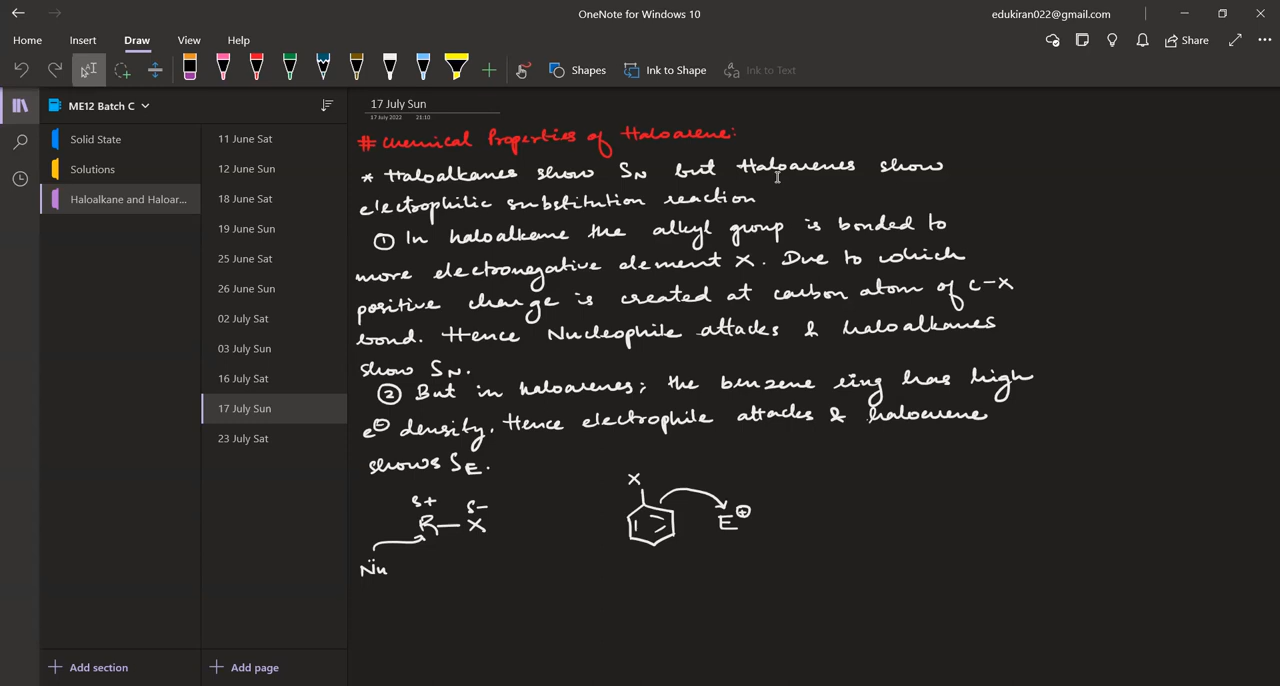 OneNote for Windows 10
edukiran022@gmail.com
Home
Insert
Draw
View
Help
Share
Shapes
Ink to Shape
Ink to Text
ME12 Batch C
Solid State
Solutions
Haloalkane and Haloar...
Add section
11 June Sat
12 June Sun
18 June Sat
19 June Sun
25 June Sat
26 June Sun
02 July Sat
03 July Sun
16 July Sat
17 July Sun
23 July Sat
Add page
17 July Sun
17 July 2022 21:10
# Chemical Properties of Haloarene:
* Haloalkanes show SN but Haloarenes show
electrophilic substitution reaction
① In haloalkane the alkyl group is bonded to
more electronegative element X. Due to which
positive charge is created at carbon atom of C-X
bond. Hence Nucleophile attacks & haloalkanes
show SN.
② But in haloarenes; the benzene ring has high
e⊖ density. Hence electrophile attacks & haloarene
shows SE.
δ+ δ-
R—X
N̈u
X
E⊕